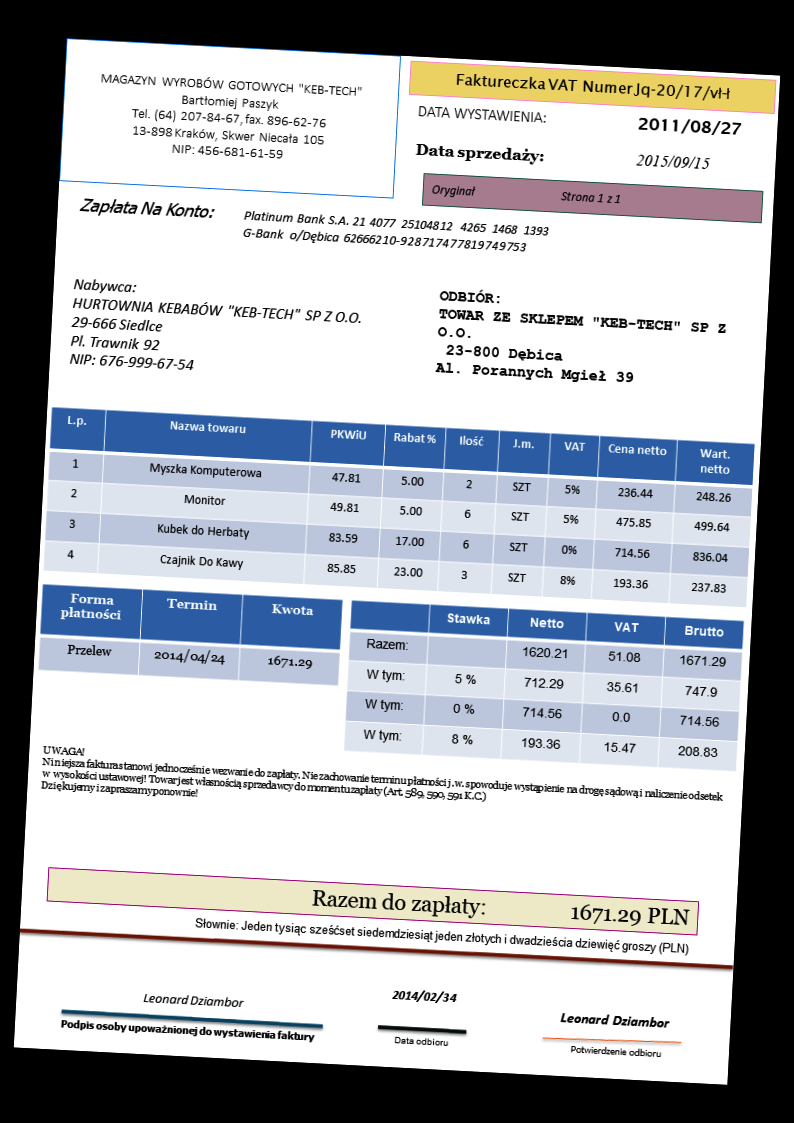 MAGAZYN WYROBÓW GOTOWYCH "KEB-TECH"
Bartłomiej Paszyk
Tel. (64) 207-84-67, fax. 896-62-76
13-898 Kraków, Skwer Niecała 105
NIP: 456-681-61-59
Faktureczka VAT Numer Jq-20/17/vł-ł
DATA WYSTAWIENIA: 2011/08/27
Data sprzedaży: 2015/09/15
Oryginał Strona 1 z 1
Zapłata Na Konto:
Platinum Bank S.A. 21 4077 25104812 4265 1468 1393
G-Bank o/Dębica 62666210-928717477819749753
Nabywca:
HURTOWNIA KEBABÓW "KEB-TECH" SP Z O.O.
29-666 Siedlce
Pl. Trawnik 92
NIP: 676-999-67-54
ODBIÓR:
TOWAR ZE SKLEPEM "KEB-TECH" SP Z
O.O.
23-800 Dębica
Al. Porannych Mgieł 39
L.p. Nazwa towaru PKWiU Rabat % Ilość J.m. VAT Cena netto Wart. netto
1 Myszka Komputerowa 47.81 5.00 2 SZT 5% 236.44 248.26
2 Monitor 49.81 5.00 6 SZT 5% 475.85 499.64
3 Kubek do Herbaty 83.59 17.00 6 SZT 0% 714.56 836.04
4 Czajnik Do Kawy 85.85 23.00 3 SZT 8% 193.36 237.83
Forma płatności Termin Kwota
Przelew 2014/04/24 1671.29
Stawka Netto VAT Brutto
Razem: 1620.21 51.08 1671.29
W tym: 5 % 712.29 35.61 747.9
W tym: 0 % 714.56 0.0 714.56
W tym: 8 % 193.36 15.47 208.83
UWAGA!
Niniejsza faktura stanowi jednocześnie wezwanie do zapłaty. Nie zachowanie terminu płatności j.w. spowoduje wystąpienie na drogę sądową i naliczenie odsetek
w wysokości ustawowej! Towar jest własnością sprzedawcy do momentu zapłaty (Art. 589, 590, 591 K.C.)
Dziękujemy i zapraszamy ponownie!
Razem do zapłaty: 1671.29 PLN
Słownie: Jeden tysiąc sześćset siedemdziesiąt jeden złotych i dwadzieścia dziewięć groszy (PLN)
Leonard Dziambor
Podpis osoby upoważnionej do wystawienia faktury
2014/02/34
Data odbioru
Leonard Dziambor
Potwierdzenie odbioru